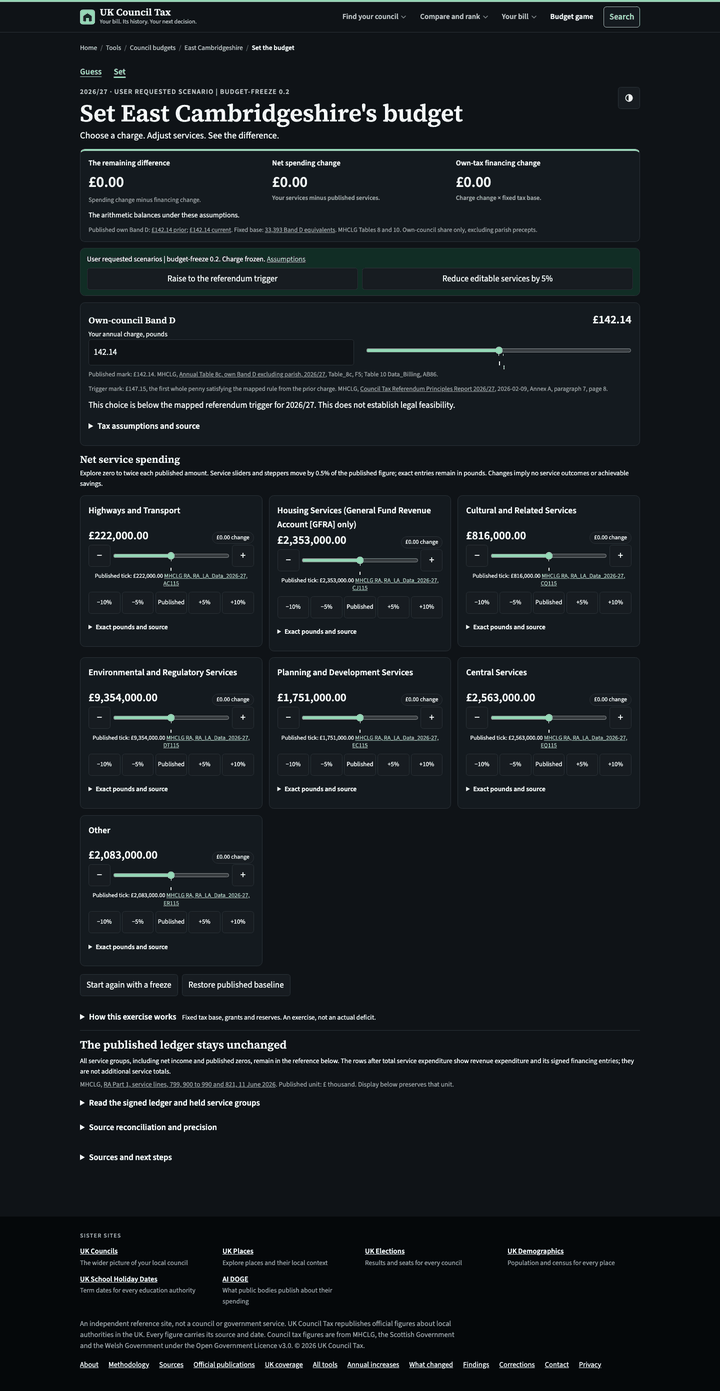 UK Council Tax
Your bill. Its history. Your next decision.
Find your council
Compare and rank
Your bill
Budget game
Search
Home / Tools / Council budgets / East Cambridgeshire / Set the budget
Guess
Set
2026/27 · USER REQUESTED SCENARIO | BUDGET-FREEZE 0.2
Set East Cambridgeshire's budget
Choose a charge. Adjust services. See the difference.
The remaining difference
£0.00
Spending change minus financing change.
Net spending change
£0.00
Your services minus published services.
Own-tax financing change
£0.00
Charge change × fixed tax base.
The arithmetic balances under these assumptions.
Published own Band D: £142.14 prior; £142.14 current. Fixed base: 33,393 Band D equivalents. MHCLG Tables 8 and 10. Own-council share only, excluding parish precepts.
User requested scenarios | budget-freeze 0.2. Charge frozen. Assumptions
Raise to the referendum trigger
Reduce editable services by 5%
Own-council Band D
£142.14
Your annual charge, pounds
142.14
Published mark: £142.14. MHCLG, Annual Table 8c, own Band D excluding parish, 2026/27, Table_8c, F5; Table 10 Data_Billing, AB86.
Trigger mark: £147.15, the first whole penny satisfying the mapped rule from the prior charge. MHCLG, Council Tax Referendum Principles Report 2026/27, 2026-02-09, Annex A, paragraph 7, page 8.
This choice is below the mapped referendum trigger for 2026/27. This does not establish legal feasibility.
Tax assumptions and source
Net service spending
Explore zero to twice each published amount. Service sliders and steppers move by 0.5% of the published figure; exact entries remain in pounds. Changes imply no service outcomes or achievable
savings.
Highways and Transport
£222,000.00
£0.00 change
− +
Published tick: £222,000.00 MHCLG RA, RA_LA_Data_2026-27,
AC115
−10% −5% Published +5% +10%
Exact pounds and source
Housing Services (General Fund Revenue
Account [GFRA] only)
£2,353,000.00
£0.00 change
− +
Published tick: £2,353,000.00 MHCLG RA, RA_LA_Data_2026-27,
CJ115
−10% −5% Published +5% +10%
Exact pounds and source
Cultural and Related Services
£816,000.00
£0.00 change
− +
Published tick: £816,000.00 MHCLG RA, RA_LA_Data_2026-27,
CQ115
−10% −5% Published +5% +10%
Exact pounds and source
Environmental and Regulatory Services
£9,354,000.00
£0.00 change
− +
Published tick: £9,354,000.00 MHCLG RA, RA_LA_Data_2026-27,
DT115
−10% −5% Published +5% +10%
Exact pounds and source
Planning and Development Services
£1,751,000.00
£0.00 change
− +
Published tick: £1,751,000.00 MHCLG RA, RA_LA_Data_2026-27,
EC115
−10% −5% Published +5% +10%
Exact pounds and source
Central Services
£2,563,000.00
£0.00 change
− +
Published tick: £2,563,000.00 MHCLG RA, RA_LA_Data_2026-27,
EQ115
−10% −5% Published +5% +10%
Exact pounds and source
Other
£2,083,000.00
£0.00 change
− +
Published tick: £2,083,000.00 MHCLG RA, RA_LA_Data_2026-27,
ER115
−10% −5% Published +5% +10%
Exact pounds and source
Start again with a freeze
Restore published baseline
How this exercise works Fixed tax base, grants and reserves. An exercise, not an actual deficit.
The published ledger stays unchanged
All service groups, including net income and published zeros, remain in the reference below. The rows after total service expenditure show revenue expenditure and its signed financing entries; they
are not additional service totals.
MHCLG, RA Part 1, service lines, 799, 900 to 990 and 821, 11 June 2026. Published unit: £ thousand. Display below preserves that unit.
Read the signed ledger and held service groups
Source reconciliation and precision
Sources and next steps
SISTER SITES
UK Councils
The wider picture of your local council
UK Places
Explore places and their local context
UK Elections
Results and seats for every council
UK Demographics
Population and census for every place
UK School Holiday Dates
Term dates for every education authority
AI DOGE
What public bodies publish about their
spending
An independent reference site, not a council or government service. UK Council Tax republishes official figures about local
authorities in the UK. Every figure carries its source and date. Council tax figures are from MHCLG, the Scottish Government
and the Welsh Government under the Open Government Licence v3.0. © 2026 UK Council Tax.
About Methodology Sources Official publications UK coverage All tools Annual increases What changed Findings Corrections Contact Privacy